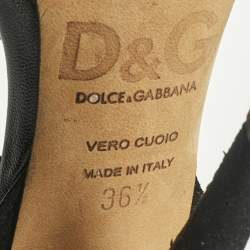 D&G
DOLCE&GABBANA
VERO CUOIO
MADE IN ITALY
36½